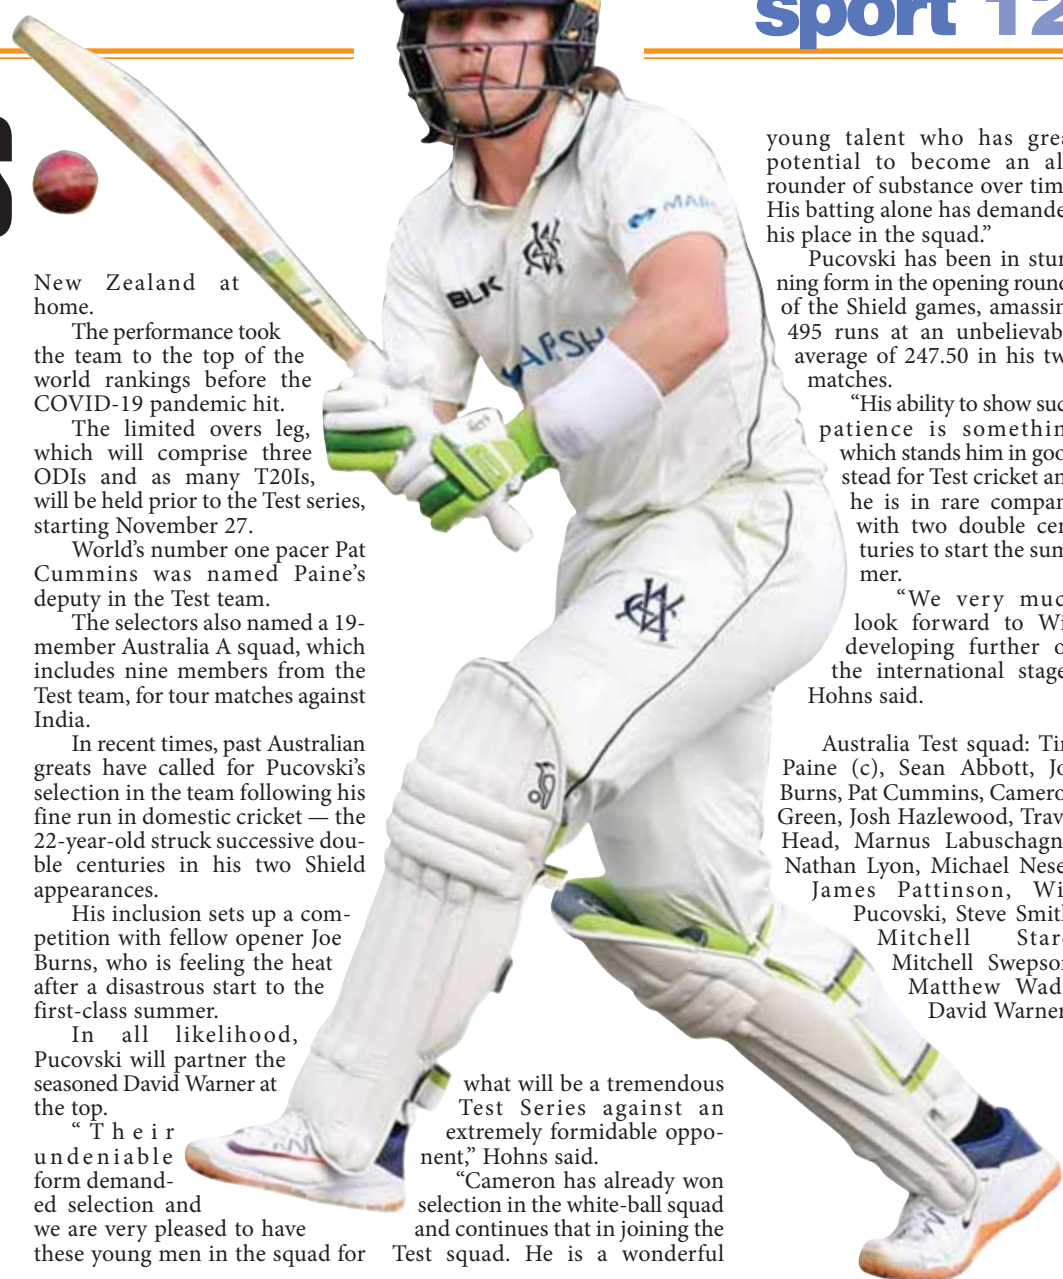 sport 12
S
New Zealand at
home.
The performance took
the team to the top of the
world rankings before the
COVID-19 pandemic hit.
The limited overs leg,
which will comprise three
ODIs and as many T20Is,
will be held prior to the Test series,
starting November 27.
World’s number one pacer Pat
Cummins was named Paine’s
deputy in the Test team.
The selectors also named a 19-
member Australia A squad, which
includes nine members from the
Test team, for tour matches against
India.
In recent times, past Australian
greats have called for Pucovski’s
selection in the team following his
fine run in domestic cricket — the
22-year-old struck successive dou-
ble centuries in his two Shield
appearances.
His inclusion sets up a com-
petition with fellow opener Joe
Burns, who is feeling the heat
after a disastrous start to the
first-class summer.
In all likelihood,
Pucovski will partner the
seasoned David Warner at
the top.
“Their
undeniable
form demand-
ed selection and
we are very pleased to have
these young men in the squad for
what will be a tremendous
Test Series against an
extremely formidable oppo-
nent,” Hohns said.
“Cameron has already won
selection in the white-ball squad
and continues that in joining the
Test squad. He is a wonderful
young talent who has grea
potential to become an al
rounder of substance over tim
His batting alone has demande
his place in the squad.”
Pucovski has been in stun
ning form in the opening round
of the Shield games, amassin
495 runs at an unbelievab
average of 247.50 in his tw
matches.
“His ability to show suc
patience is somethin
which stands him in goo
stead for Test cricket an
he is in rare compan
with two double cen
turies to start the sum
mer.
“We very muc
look forward to Wi
developing further o
the international stage
Hohns said.
Australia Test squad: Tim
Paine (c), Sean Abbott, Jo
Burns, Pat Cummins, Camero
Green, Josh Hazlewood, Trav
Head, Marnus Labuschagn
Nathan Lyon, Michael Nese
James Pattinson, Wi
Pucovski, Steve Smit
Mitchell Star
Mitchell Swepso
Matthew Wad
David Warner
BLK
MARSH
MARS